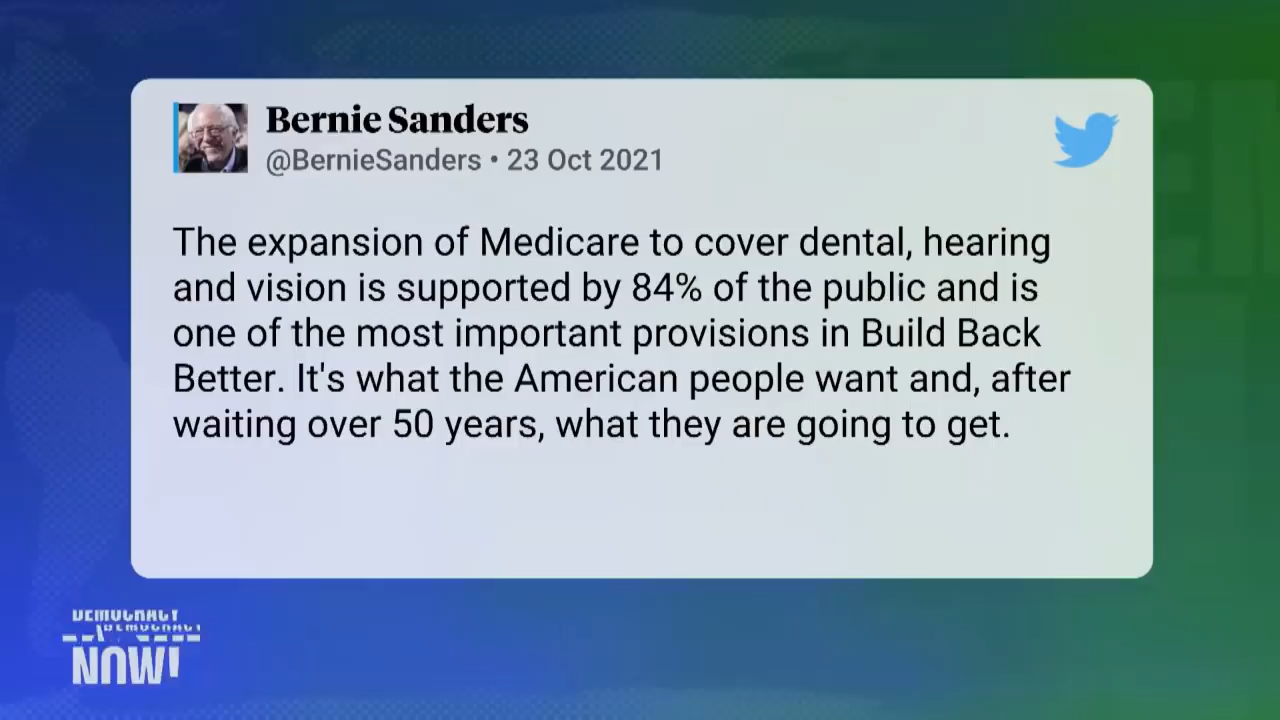 Bernie Sanders
@BernieSanders • 23 Oct 2021
The expansion of Medicare to cover dental, hearing
and vision is supported by 84% of the public and is
one of the most important provisions in Build Back
Better. It's what the American people want and, after
waiting over 50 years, what they are going to get.
DEMOCRACY
DEMOCRACY
NOW!